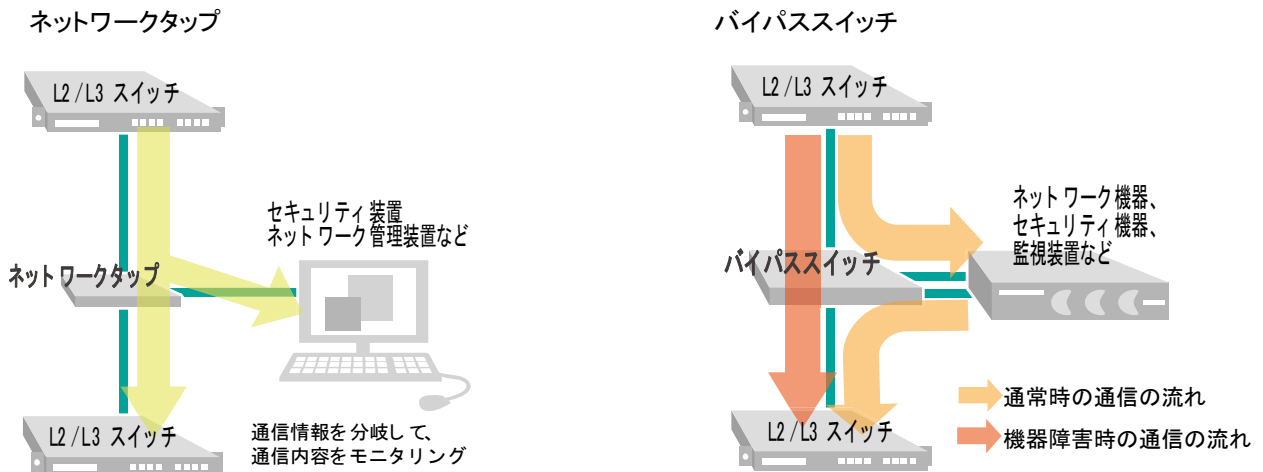 ネットワークタップ
L2/L3 スイッチ
セキュリティ装置
ネットワーク管理装置など
ネットワークタップ
L2/L3 スイッチ
通信情報を分岐して、
通信内容をモニタリング
バイパススイッチ
L2/L3 スイッチ
ネットワーク機器、
セキュリティ機器、
監視装置など
バイパススイッチ
L2/L3 スイッチ
通常時の通信の流れ
機器障害時の通信の流れ